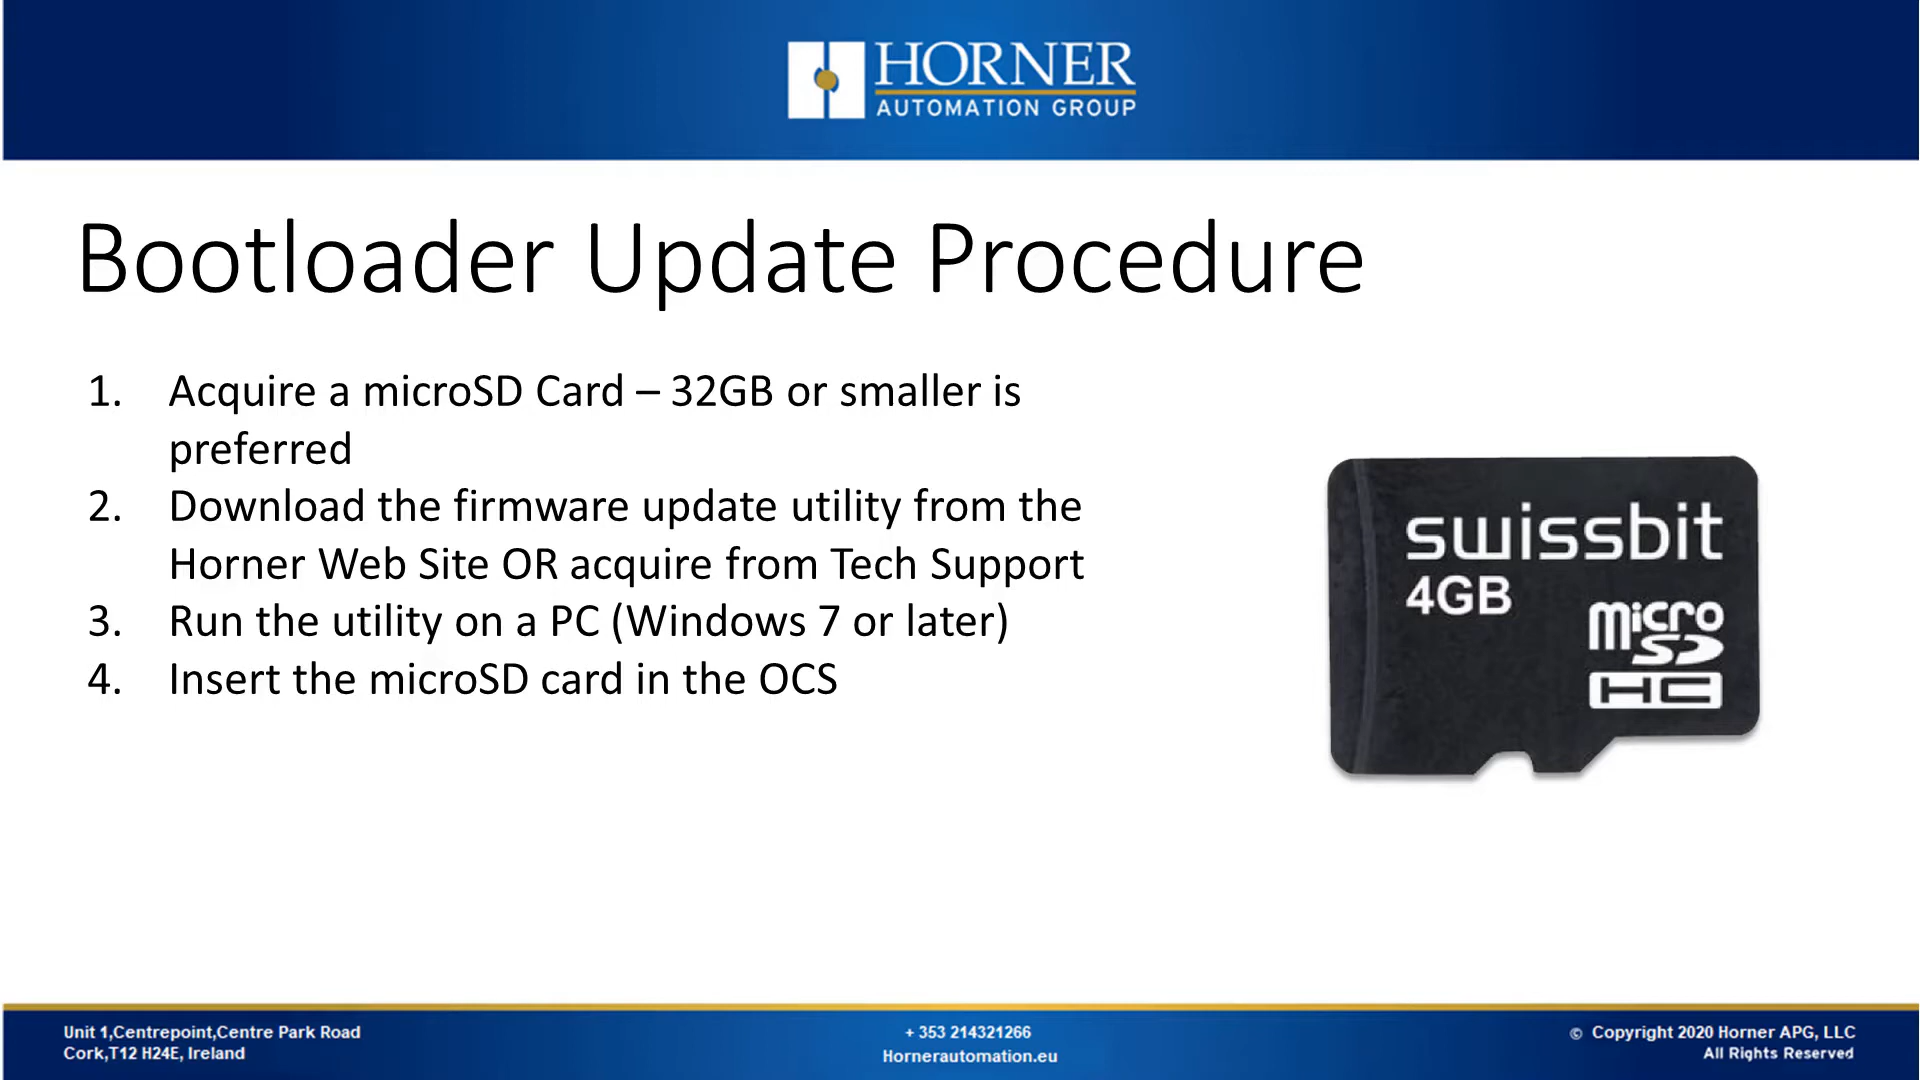 HORNER
AUTOMATION GROUP
Bootloader Update Procedure
1. Acquire a microSD Card – 32GB or smaller is
preferred
2. Download the firmware update utility from the
Horner Web Site OR acquire from Tech Support
3. Run the utility on a PC (Windows 7 or later)
4. Insert the microSD card in the OCS
swissbit
4GB
micro
SD
HC
Unit 1,Centrepoint,Centre Park Road
Cork,T12 H24E, Ireland
+ 353 214321266
Hornerautomation.eu
© Copyright 2020 Horner APG, LLC
All Rights Reserved